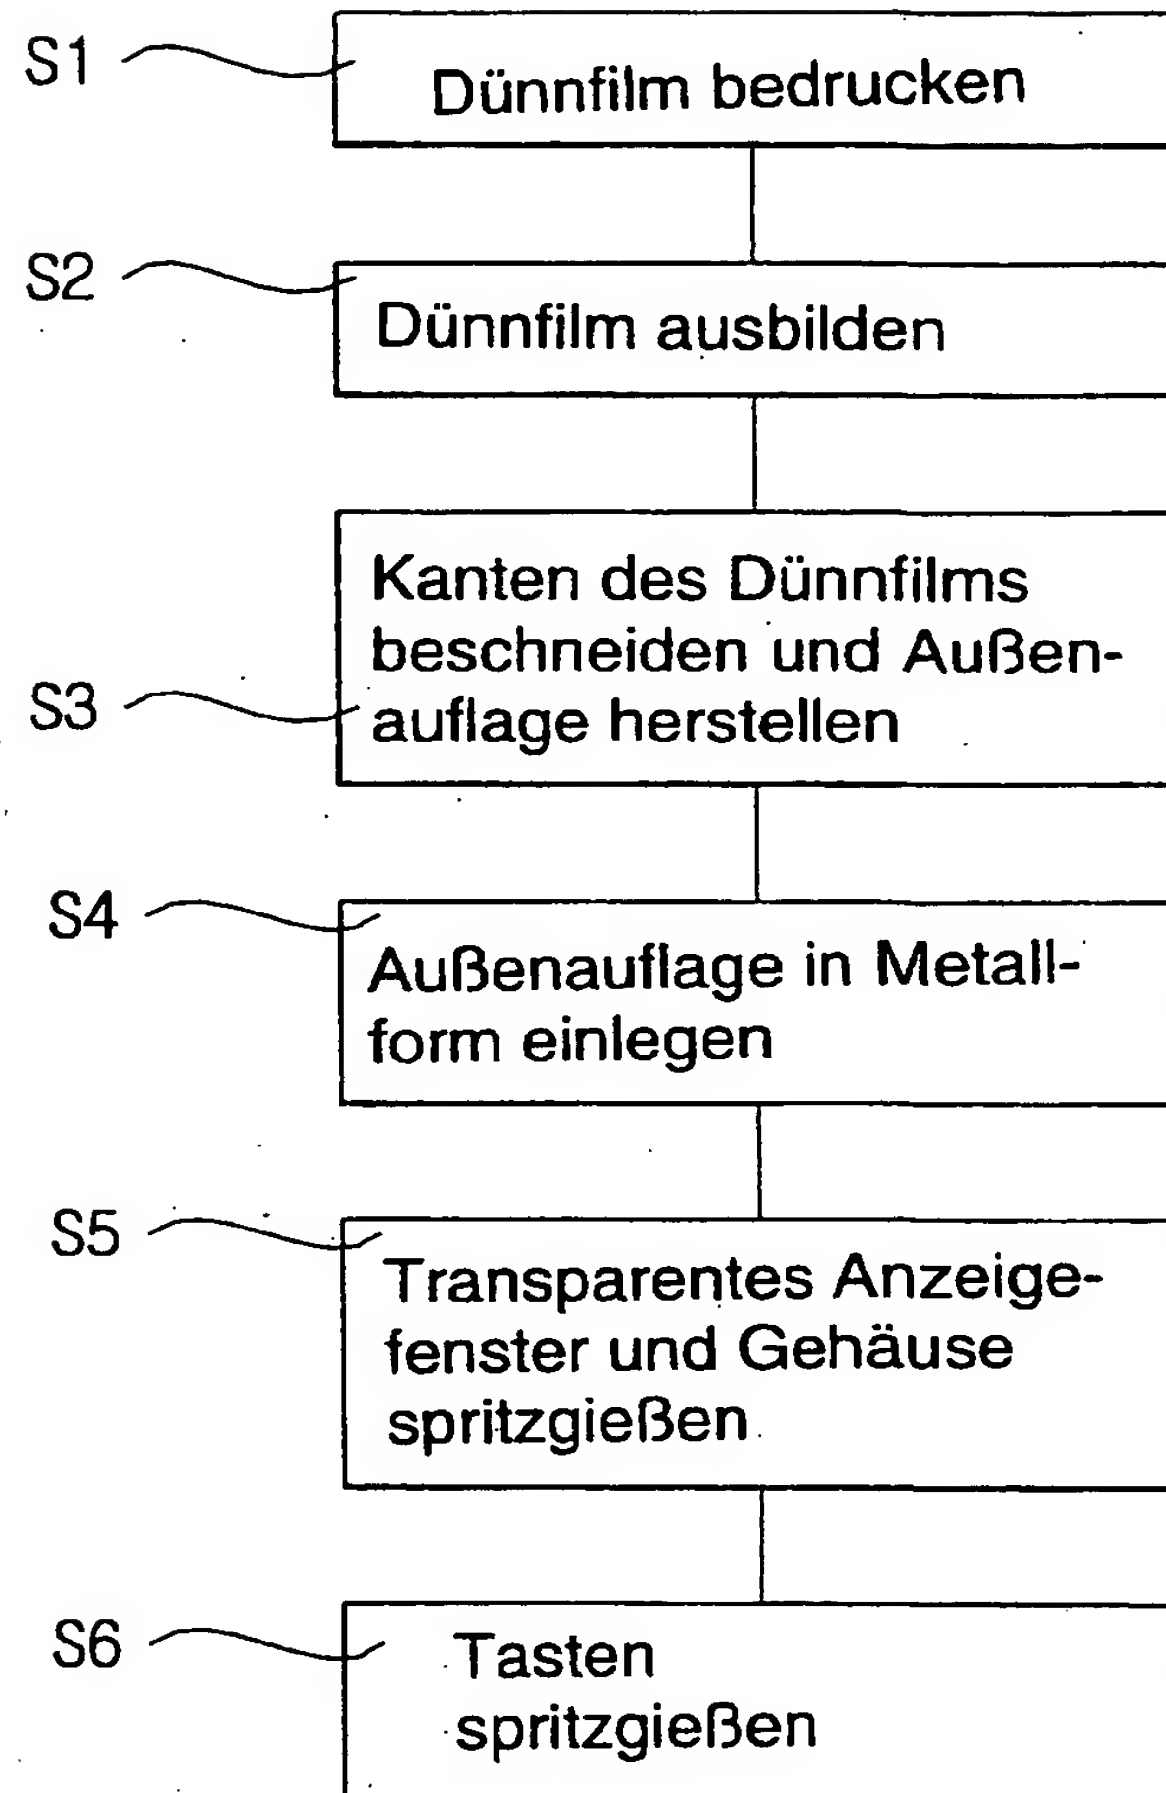 S1
Dünnfilm bedrucken
S2
Dünnfilm ausbilden
S3
Kanten des Dünnfilms
beschneiden und Außen-
auflage herstellen
S4
Außenauflage in Metall-
form einlegen
S5
Transparentes Anzeige-
fenster und Gehäuse
spritzgießen
S6
Tasten
spritzgießen